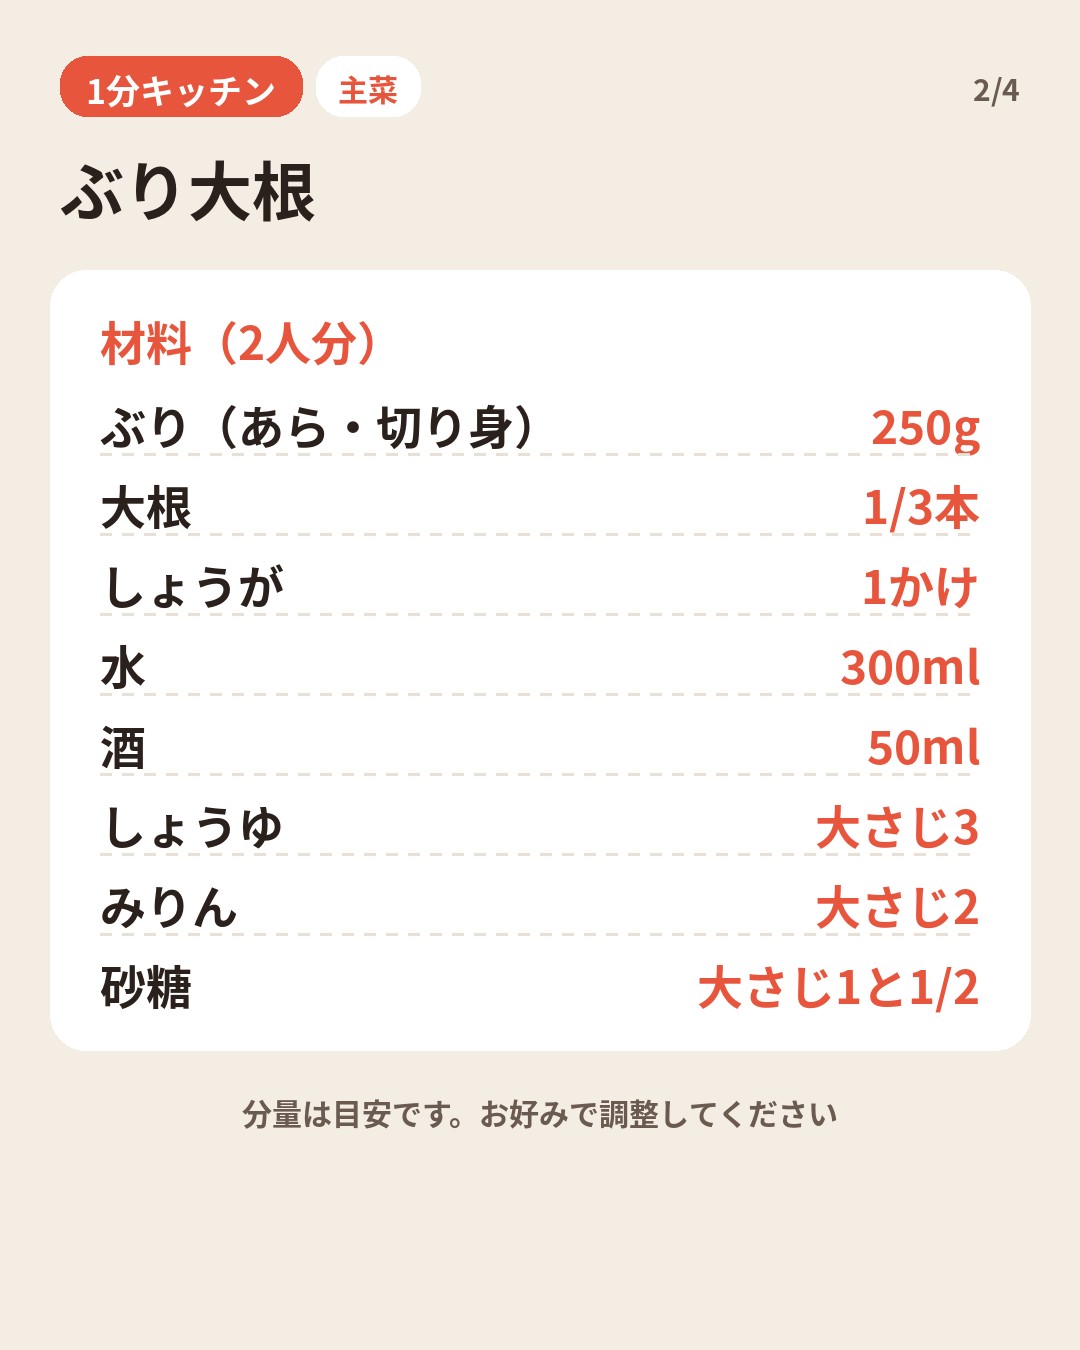 1分キッチン 主菜 2/4
ぶり大根
材料（2人分）
ぶり（あら・切り身） 250g
大根 1/3本
しょうが 1かけ
水 300ml
酒 50ml
しょうゆ 大さじ3
みりん 大さじ2
砂糖 大さじ1と1/2
分量は目安です。お好みで調整してください